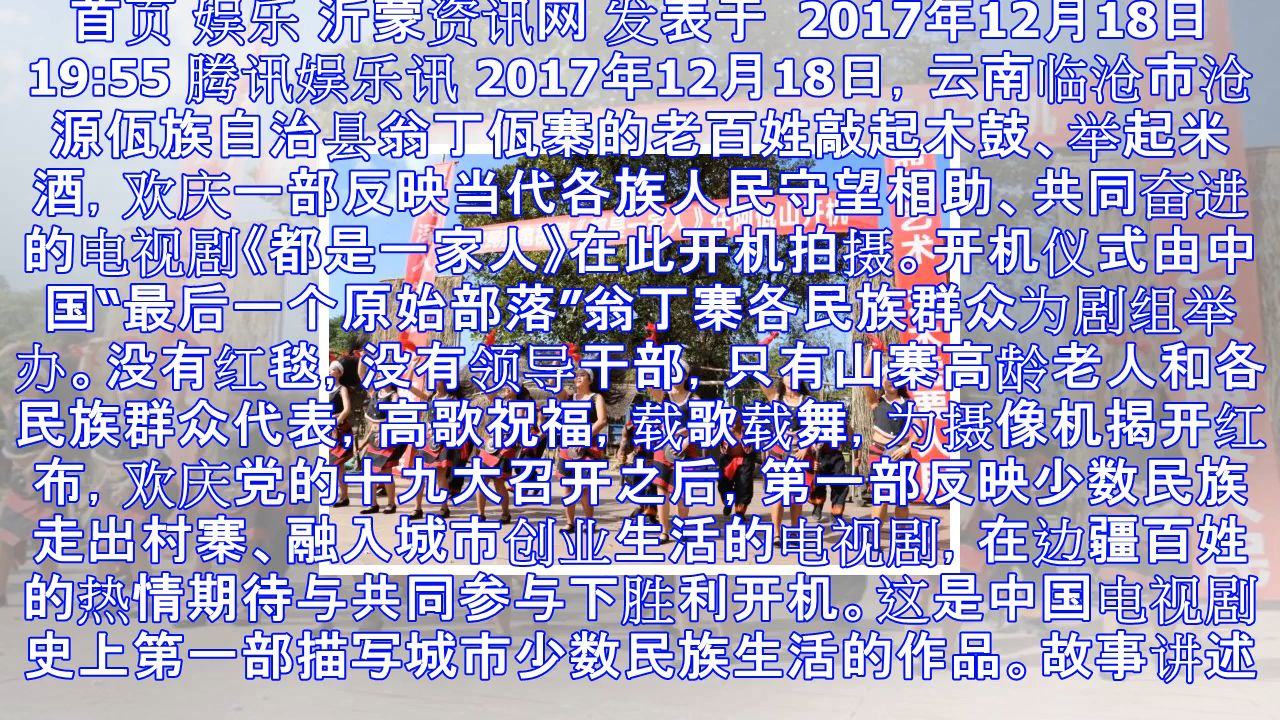 首页 娱乐 沂蒙资讯网 发表于 2017年12月18日
19:55 腾讯娱乐讯 2017年12月18日, 云南临沧市沧
源佤族自治县翁丁佤寨的老百姓敲起木鼓、举起米
酒, 欢庆一部反映当代各族人民守望相助、共同奋进
的电视剧《都是一家人》在此开机拍摄。开机仪式由中
国“最后一个原始部落”翁丁寨各民族群众为剧组举
办。没有红毯, 没有领导干部, 只有山寨高龄老人和各
民族群众代表, 高歌祝福, 载歌载舞, 为摄像机揭开红
布, 欢庆党的十九大召开之后, 第一部反映少数民族
走出村寨、融入城市创业生活的电视剧, 在边疆百姓
的热情期待与共同参与下胜利开机。这是中国电视剧
史上第一部描写城市少数民族生活的作品。故事讲述